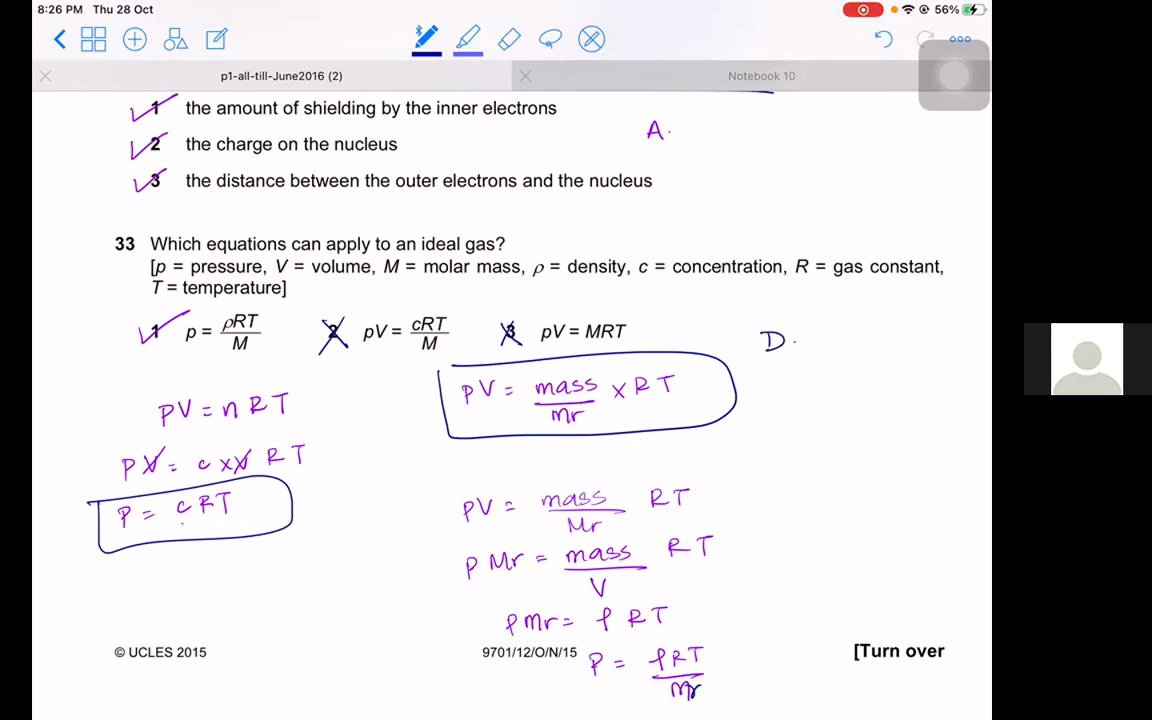 8:26 PM Thu 28 Oct 56%
p1-all-till-June2016 (2) Notebook 10
1 the amount of shielding by the inner electrons
A.
2 the charge on the nucleus
3 the distance between the outer electrons and the nucleus
33 Which equations can apply to an ideal gas?
[p = pressure, V = volume, M = molar mass, ρ = density, c = concentration, R = gas constant,
T = temperature]
1 p = ρRT/M 2 pV = cRT/M 3 pV = MRT D.
PV = mass/mr × RT
PV = nRT
PV = c×V RT
P = cRT
PV = mass/Mr RT
P Mr = mass/V RT
PMr = ρRT
P = ρRT/Mr
© UCLES 2015 9701/12/O/N/15 [Turn over